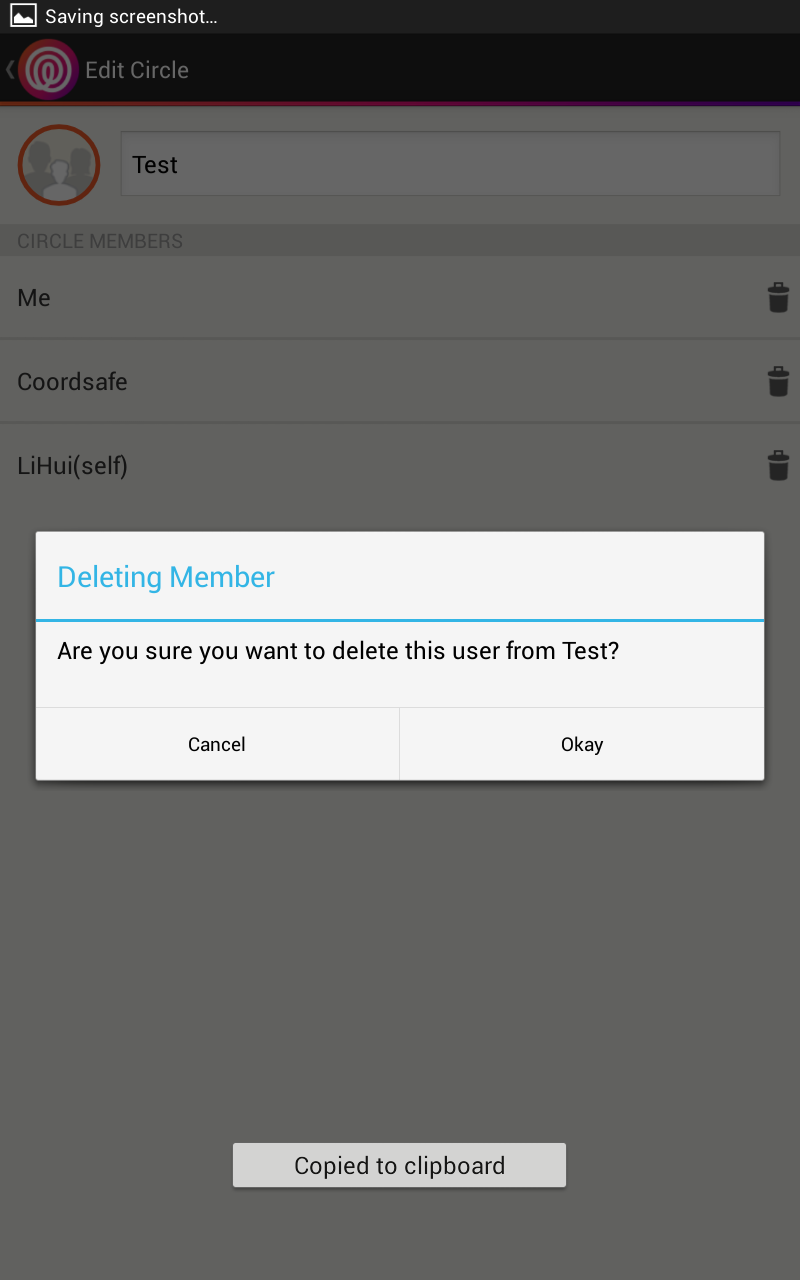 Saving screenshot...
Edit Circle
Test
CIRCLE MEMBERS
Me
Coordsafe
LiHui(self)
Deleting Member
Are you sure you want to delete this user from Test?
Cancel
Okay
Copied to clipboard